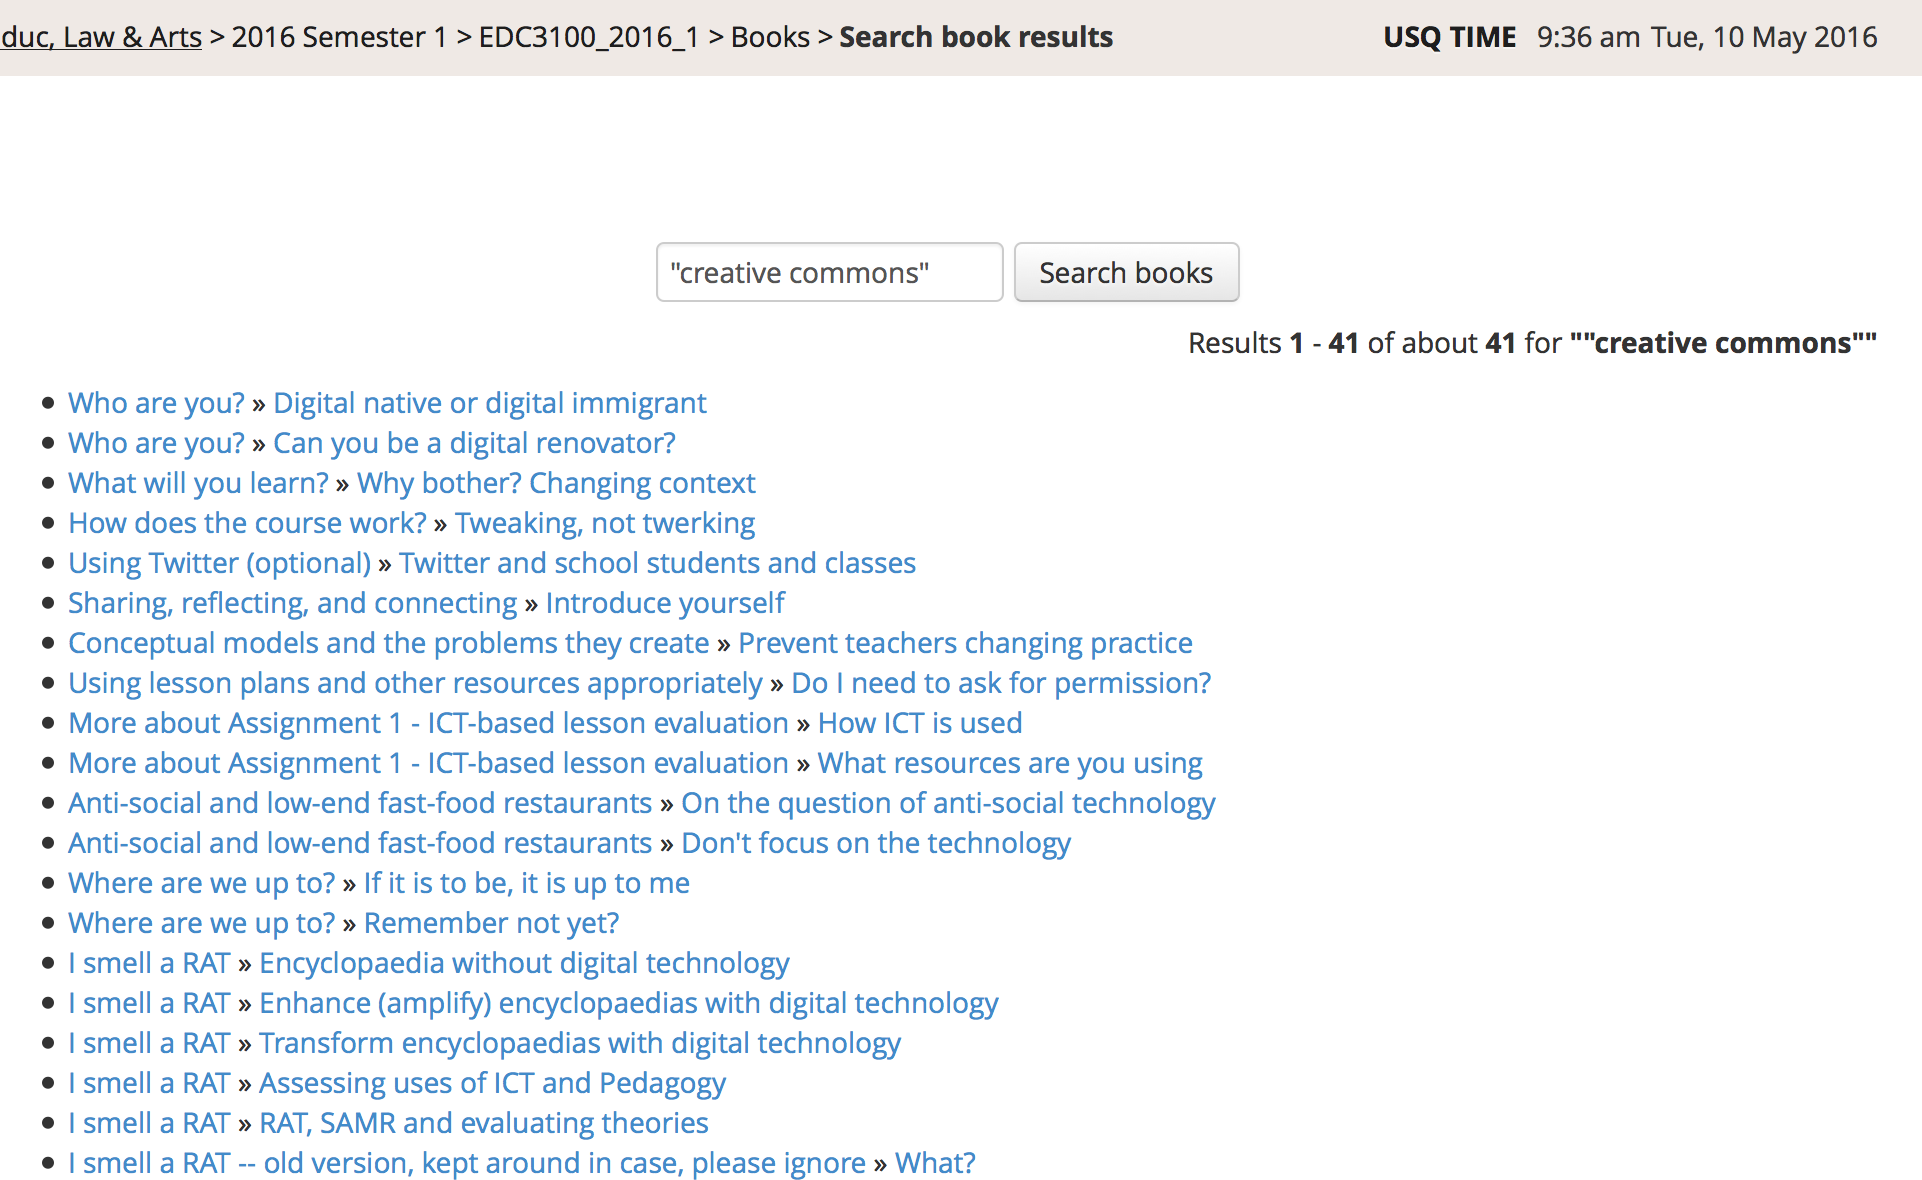 duc, Law & Arts > 2016 Semester 1 > EDC3100_2016_1 > Books > Search book results USQ TIME 9:36 am Tue, 10 May 2016
"creative commons" Search books
Results 1 - 41 of about 41 for ""creative commons""
• Who are you? » Digital native or digital immigrant
• Who are you? » Can you be a digital renovator?
• What will you learn? » Why bother? Changing context
• How does the course work? » Tweaking, not twerking
• Using Twitter (optional) » Twitter and school students and classes
• Sharing, reflecting, and connecting » Introduce yourself
• Conceptual models and the problems they create » Prevent teachers changing practice
• Using lesson plans and other resources appropriately » Do I need to ask for permission?
• More about Assignment 1 - ICT-based lesson evaluation » How ICT is used
• More about Assignment 1 - ICT-based lesson evaluation » What resources are you using
• Anti-social and low-end fast-food restaurants » On the question of anti-social technology
• Anti-social and low-end fast-food restaurants » Don't focus on the technology
• Where are we up to? » If it is to be, it is up to me
• Where are we up to? » Remember not yet?
• I smell a RAT » Encyclopaedia without digital technology
• I smell a RAT » Enhance (amplify) encyclopaedias with digital technology
• I smell a RAT » Transform encyclopaedias with digital technology
• I smell a RAT » Assessing uses of ICT and Pedagogy
• I smell a RAT » RAT, SAMR and evaluating theories
• I smell a RAT -- old version, kept around in case, please ignore » What?